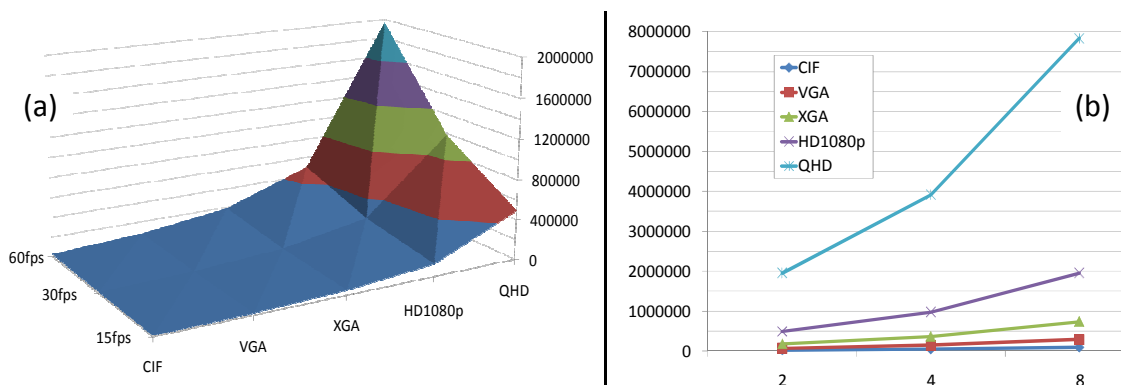 (a)
2000000
1600000
1200000
800000
400000
0
60fps
30fps
15fps
CIF
VGA
XGA
HD1080p
QHD
(b)
8000000
7000000
6000000
5000000
4000000
3000000
2000000
1000000
0
CIF
VGA
XGA
HD1080p
QHD
2
4
8